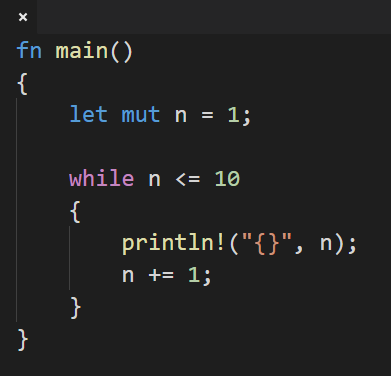 fn main()
{
    let mut n = 1;

    while n <= 10
    {
        println!("{}", n);
        n += 1;
    }
}